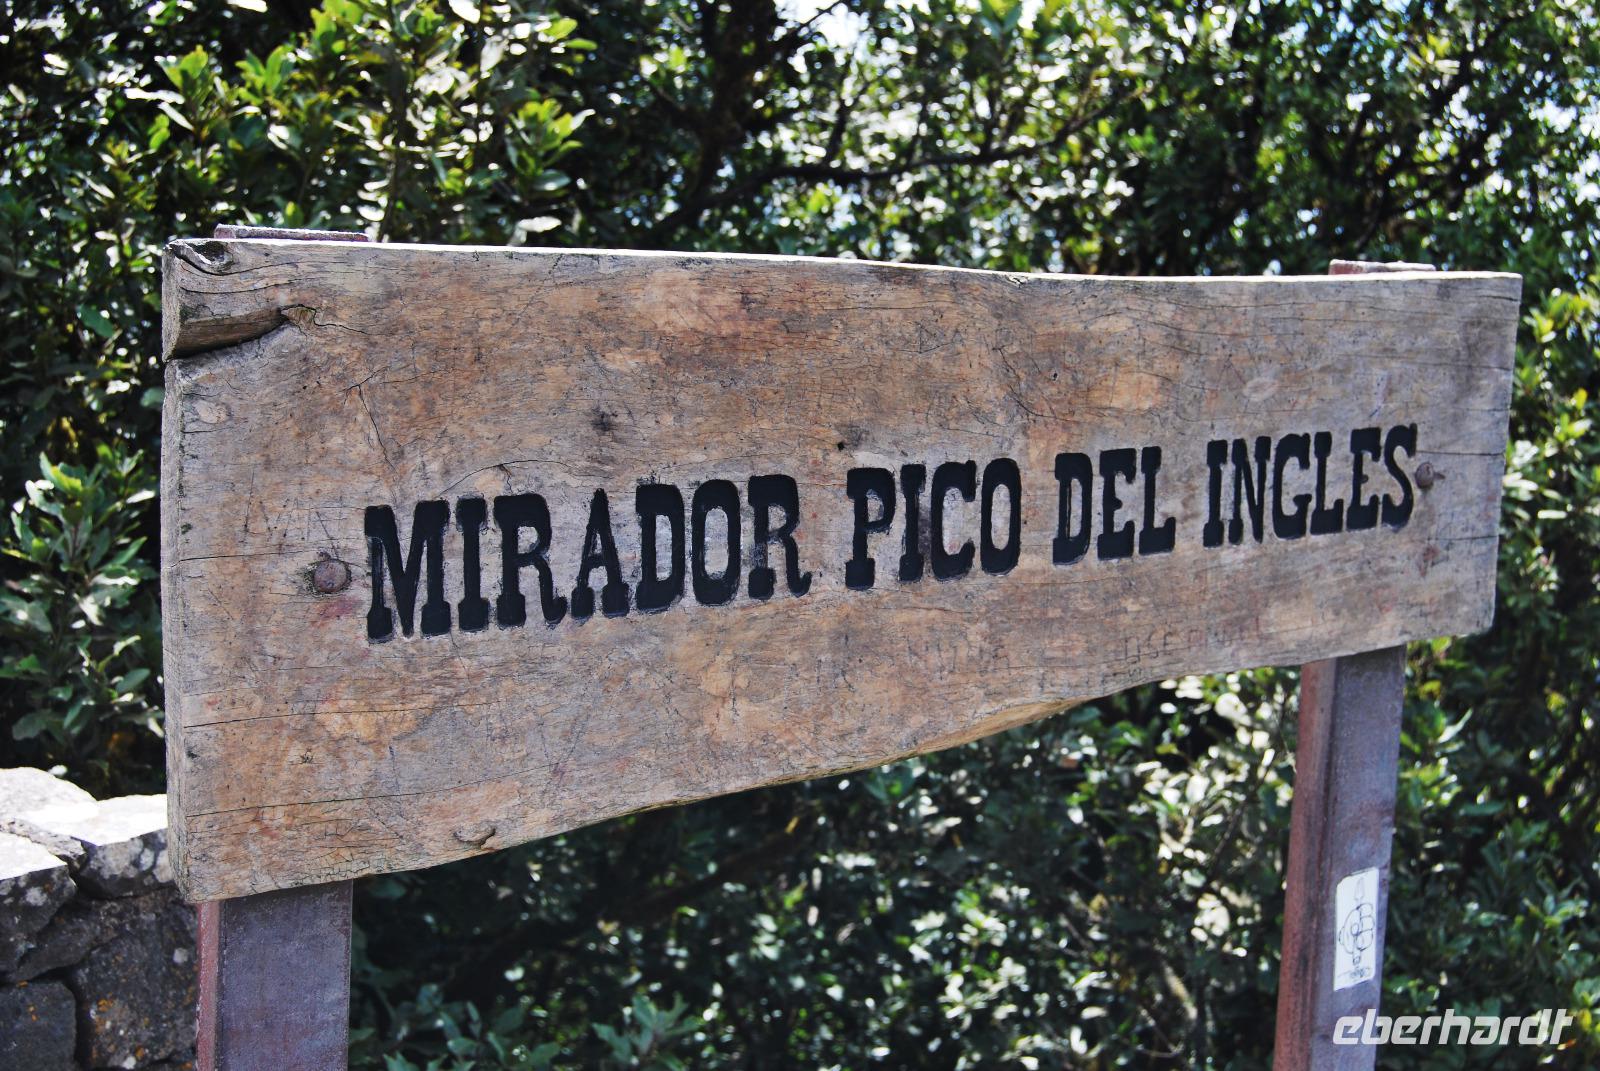 MIRADOR PICO DEL INGLES
eberhardt